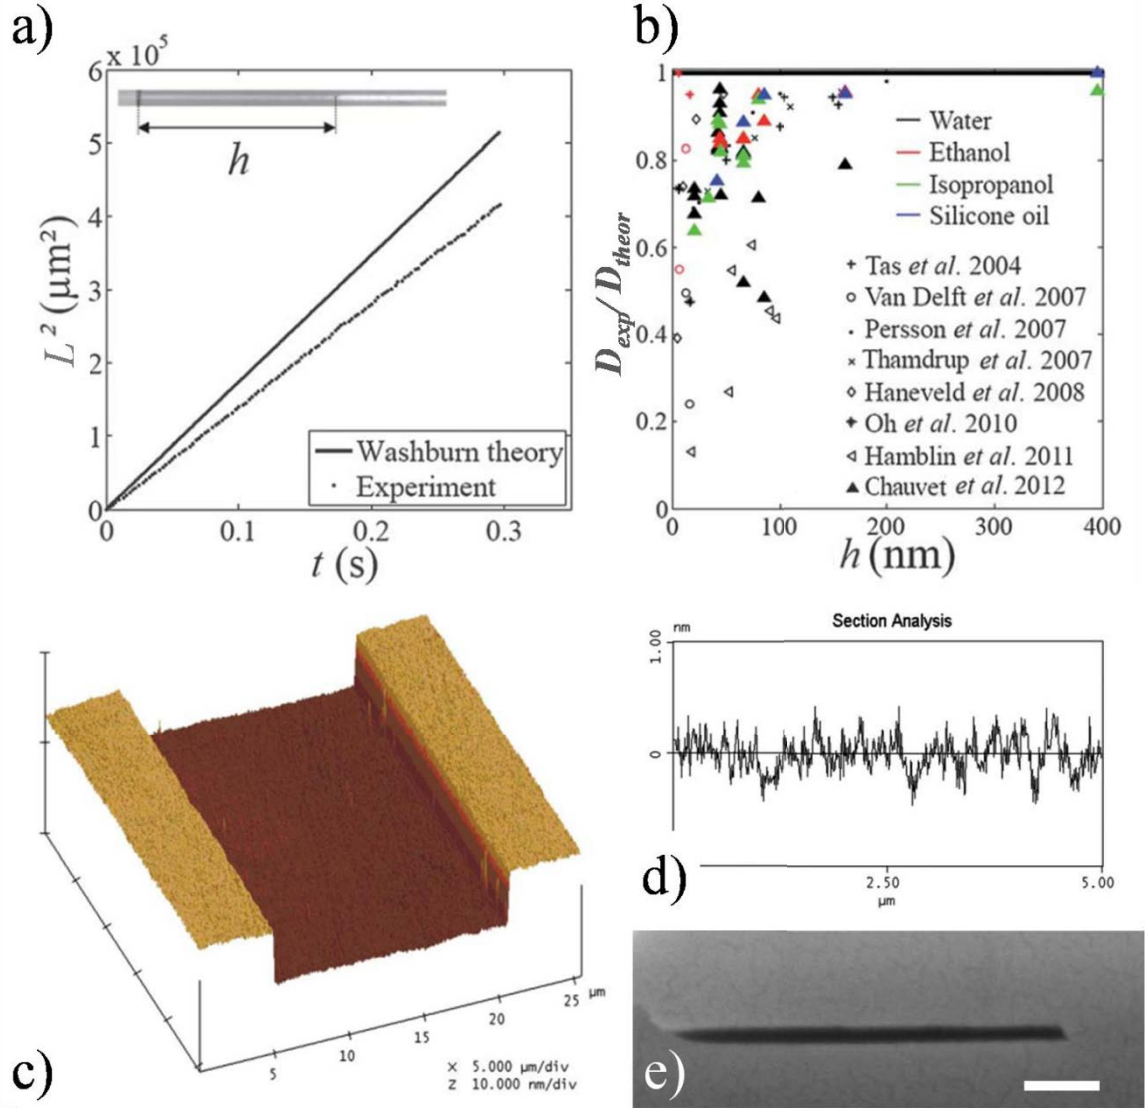 a)
x 10⁵
6
5
4
3
2
1
0
L² (µm²)
h
Washburn theory
Experiment
0 0.1 0.2 0.3
t (s)
b)
1
0.8
0.6
0.4
0.2
0
D_exp/ D_theor
Water
Ethanol
Isopropanol
Silicone oil
Tas et al. 2004
Van Delft et al. 2007
Persson et al. 2007
Thamdrup et al. 2007
Haneveld et al. 2008
Oh et al. 2010
Hamblin et al. 2011
Chauvet et al. 2012
0 100 200 300 400
h (nm)
c)
5 10 15 20 25 µm
X 5.000 µm/div
Z 10.000 nm/div
Section Analysis
nm
1.00
0
d)
2.50 5.00
µm
e)